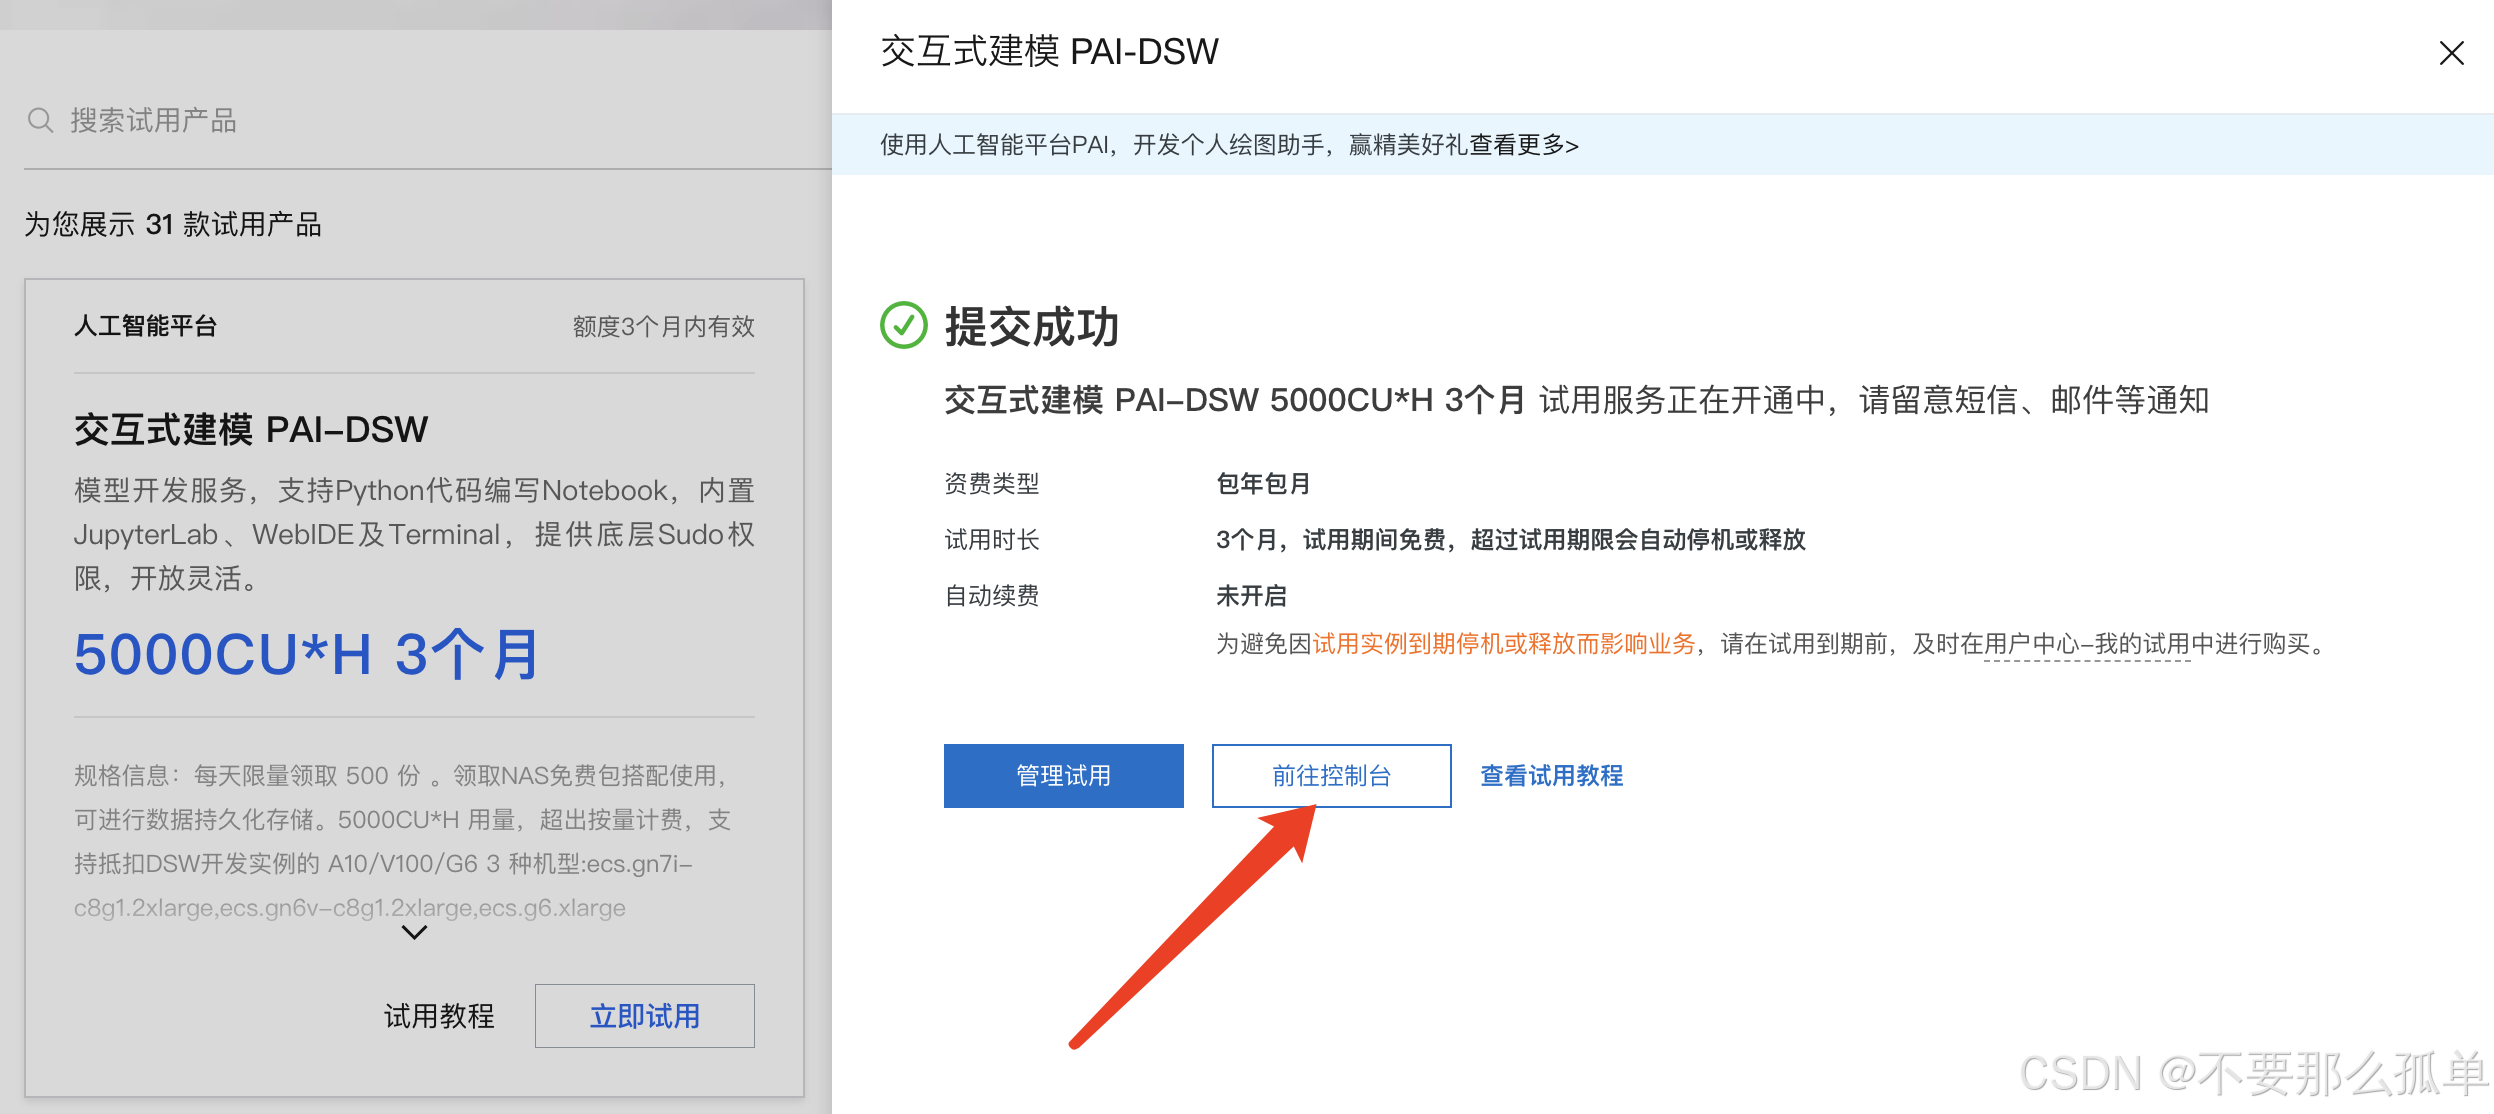 搜索试用产品
为您展示 31 款试用产品
人工智能平台
额度3个月内有效
交互式建模 PAI-DSW
模型开发服务，支持Python代码编写Notebook，内置
JupyterLab、WebIDE及Terminal，提供底层Sudo权
限，开放灵活。
5000CU*H 3个月
规格信息：每天限量领取 500 份 。领取NAS免费包搭配使用，
可进行数据持久化存储。5000CU*H 用量，超出按量计费，支
持抵扣DSW开发实例的 A10/V100/G6 3 种机型:ecs.gn7i-
c8g1.2xlarge,ecs.gn6v-c8g1.2xlarge,ecs.g6.xlarge
试用教程
立即试用
交互式建模 PAI-DSW
使用人工智能平台PAI，开发个人绘图助手，赢精美好礼查看更多>
提交成功
交互式建模 PAI-DSW 5000CU*H 3个月 试用服务正在开通中，请留意短信、邮件等通知
资费类型 包年包月
试用时长 3个月，试用期间免费，超过试用期限会自动停机或释放
自动续费 未开启
为避免因试用实例到期停机或释放而影响业务，请在试用到期前，及时在用户中心-我的试用中进行购买。
管理试用
前往控制台
查看试用教程
CSDN @不要那么孤单